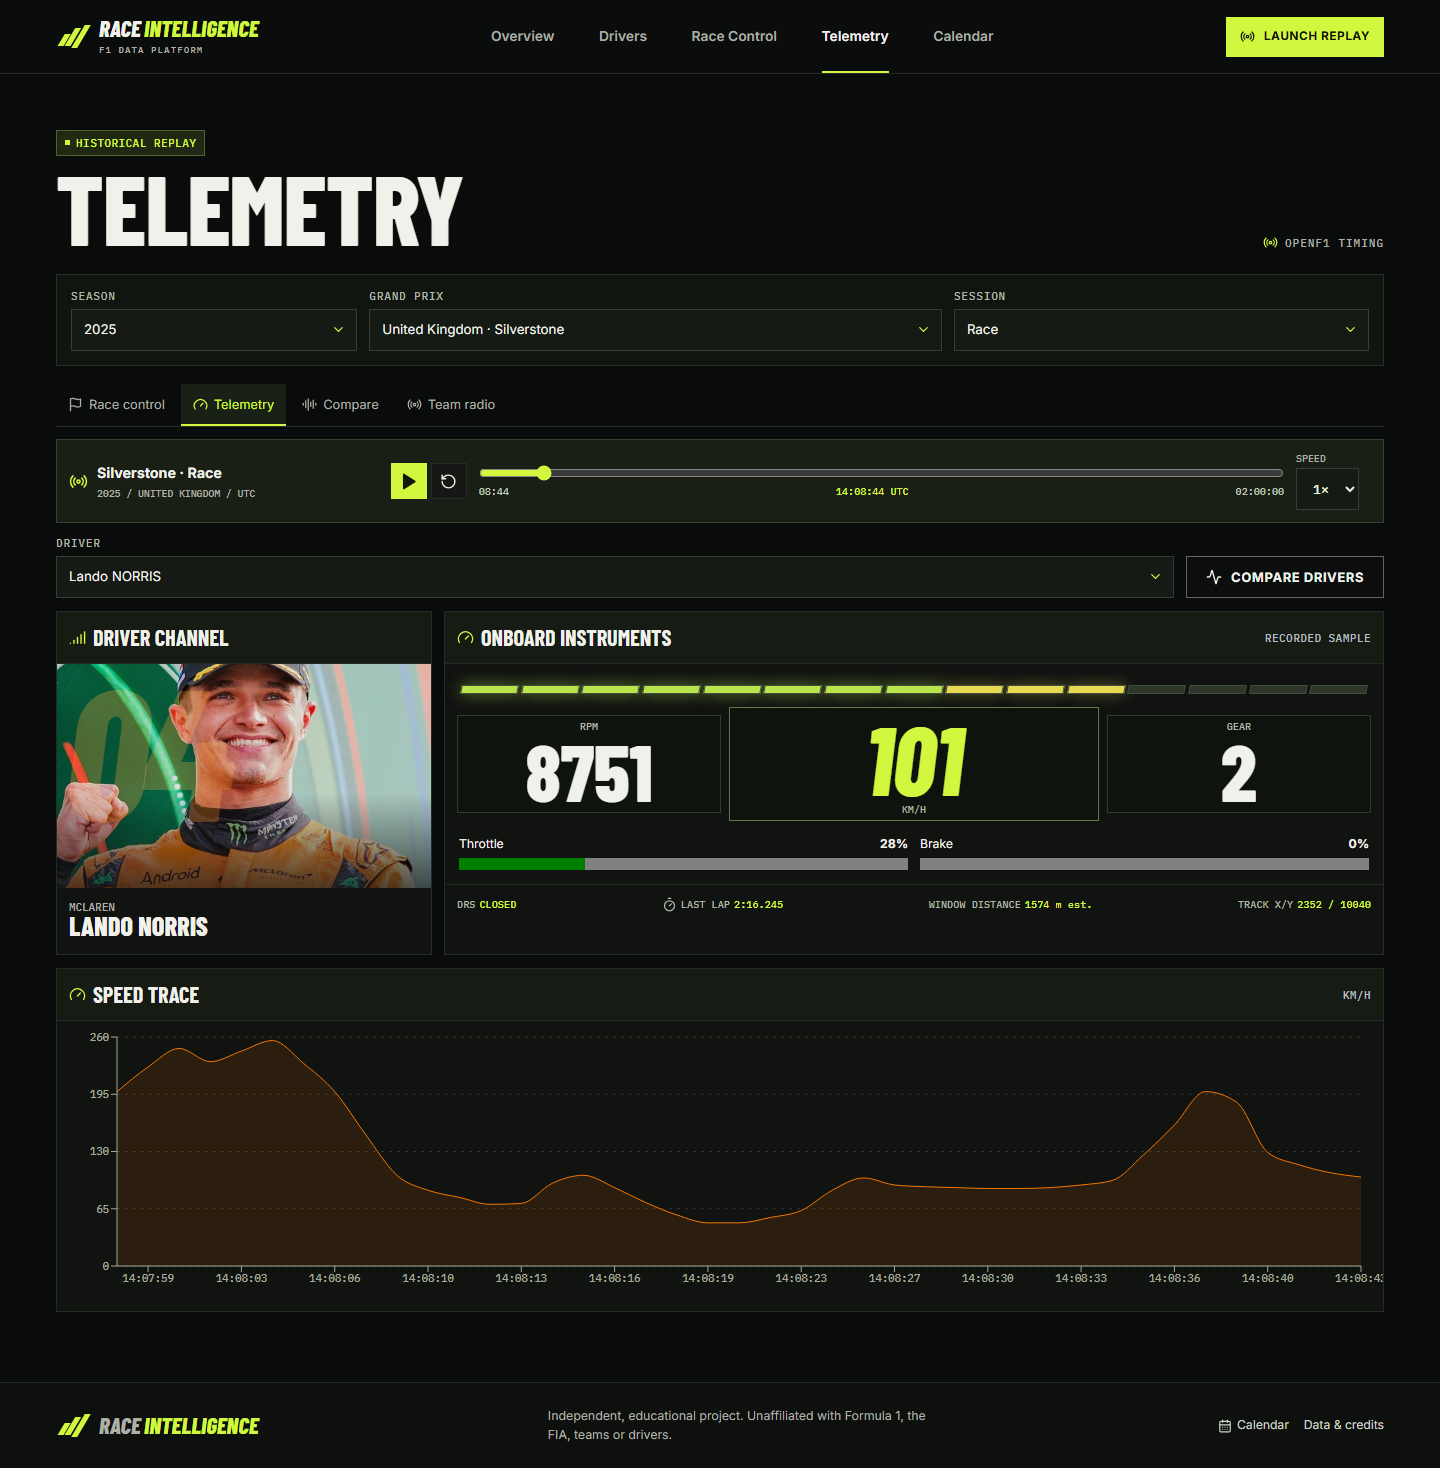 RACE INTELLIGENCE
F1 DATA PLATFORM
Overview
Drivers
Race Control
Telemetry
Calendar
LAUNCH REPLAY
HISTORICAL REPLAY
TELEMETRY
OPENF1 TIMING
SEASON
GRAND PRIX
SESSION
2025
United Kingdom · Silverstone
Race
Race control
Telemetry
Compare
Team radio
Silverstone · Race
2025 / UNITED KINGDOM / UTC
08:44
14:08:44 UTC
02:00:00
SPEED
1×
DRIVER
Lando NORRIS
COMPARE DRIVERS
DRIVER CHANNEL
04
MONSTER
Android
McLaren
MCLAREN
LANDO NORRIS
ONBOARD INSTRUMENTS
RECORDED SAMPLE
RPM
8751
101
KM/H
GEAR
2
Throttle 28%
Brake 0%
DRS CLOSED
LAST LAP 2:16.245
WINDOW DISTANCE 1574 m est.
TRACK X/Y 2352 / 10040
SPEED TRACE
KM/H
260
195
130
65
0
14:07:59 14:08:03 14:08:06 14:08:10 14:08:13 14:08:16 14:08:19 14:08:23 14:08:27 14:08:30 14:08:33 14:08:36 14:08:40 14:08:43
RACE INTELLIGENCE
Independent, educational project. Unaffiliated with Formula 1, the
FIA, teams or drivers.
Calendar
Data & credits